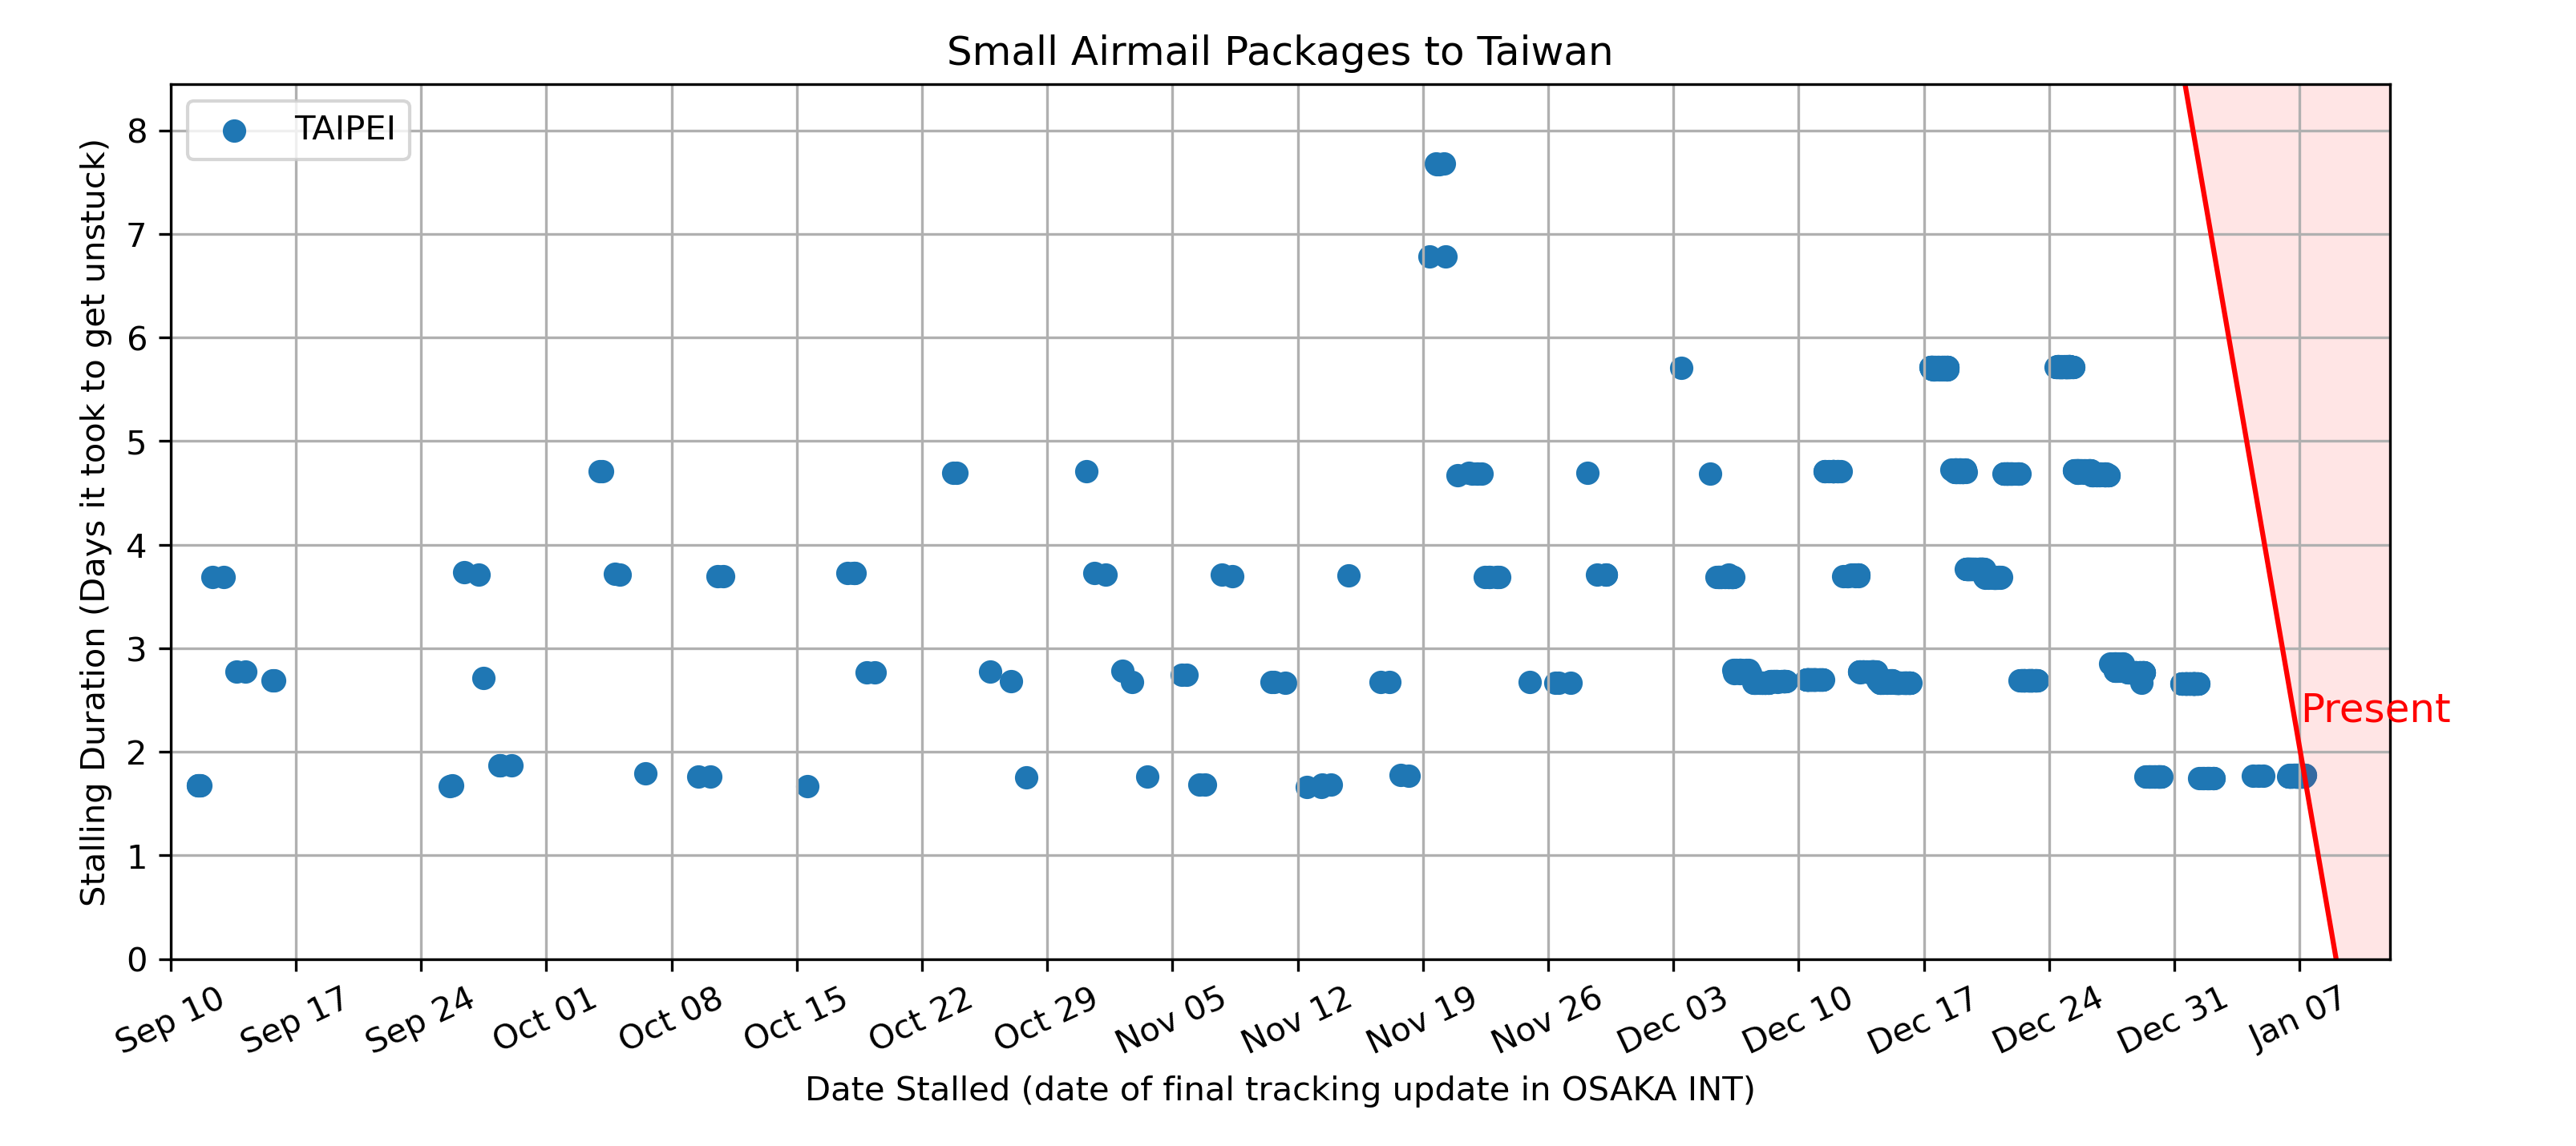 Small Airmail Packages to Taiwan
TAIPEI
Stalling Duration (Days it took to get unstuck)
8
7
6
5
4
3
2
1
0
Present
Sep 10
Sep 17
Sep 24
Oct 01
Oct 08
Oct 15
Oct 22
Oct 29
Nov 05
Nov 12
Nov 19
Nov 26
Dec 03
Dec 10
Dec 17
Dec 24
Dec 31
Jan 07
Date Stalled (date of final tracking update in OSAKA INT)